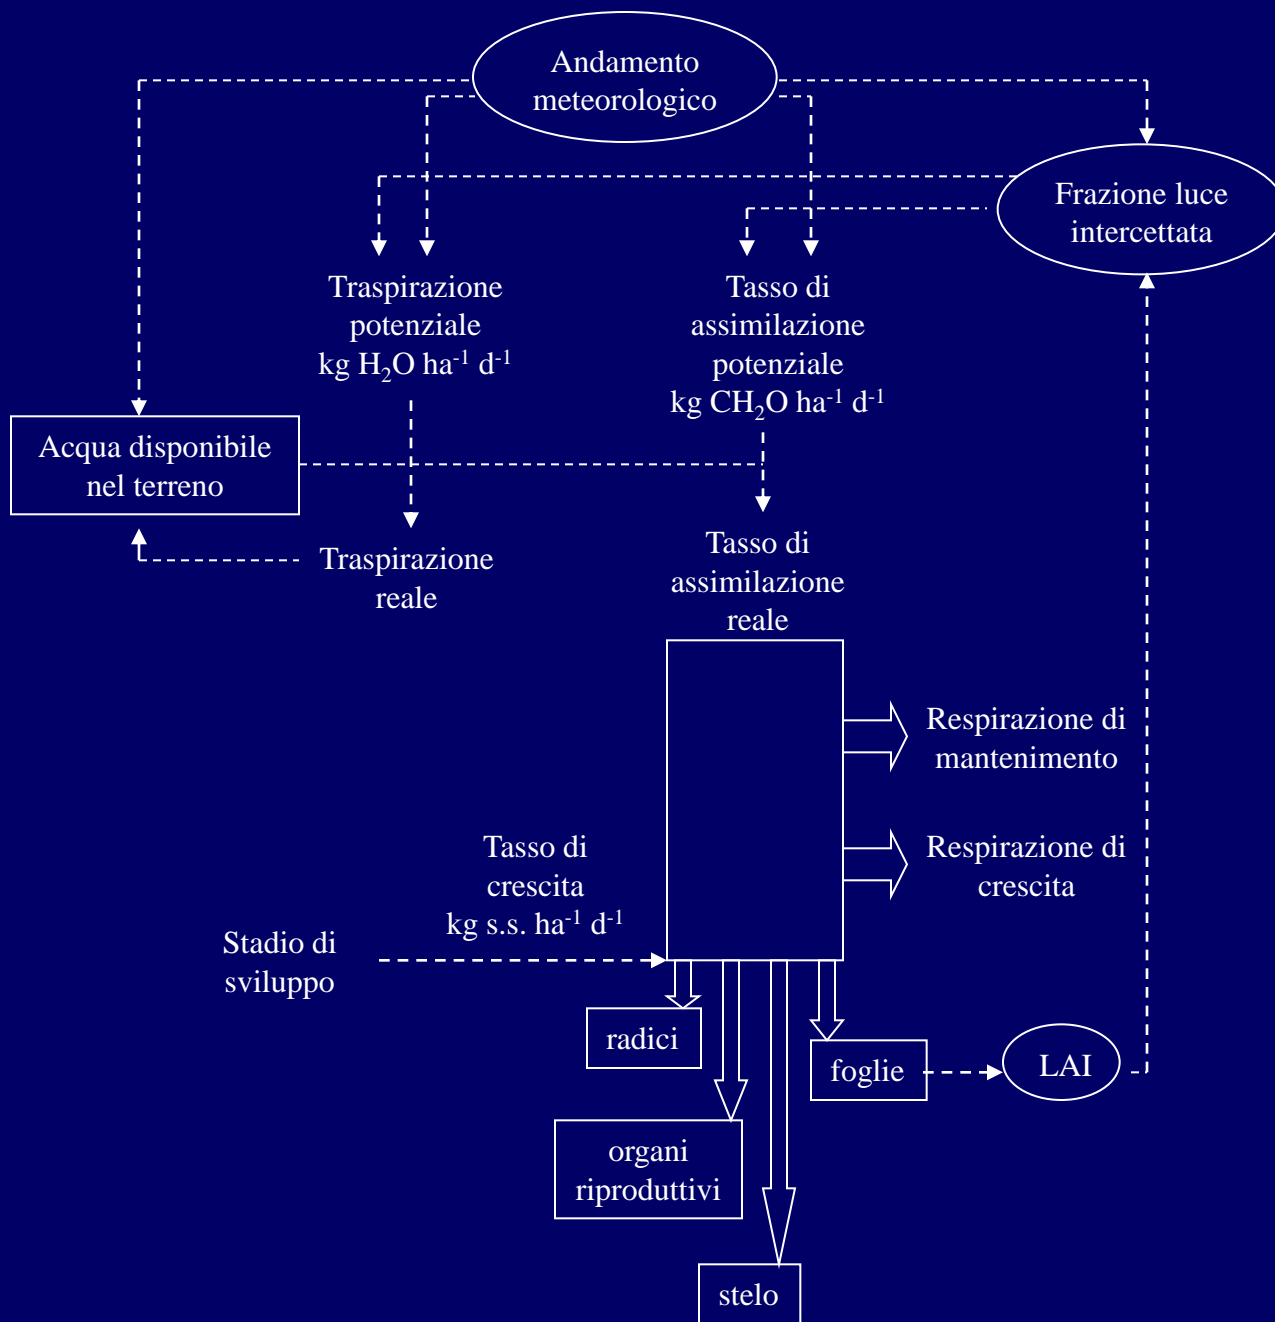 Andamento
meteorologico
Frazione luce
intercettata
Traspirazione
potenziale
kg H₂O ha⁻¹ d⁻¹
Tasso di
assimilazione
potenziale
kg CH₂O ha⁻¹ d⁻¹
Acqua disponibile
nel terreno
Traspirazione
reale
Tasso di
assimilazione
reale
Respirazione di
mantenimento
Tasso di
crescita
kg s.s. ha⁻¹ d⁻¹
Respirazione di
crescita
Stadio di
sviluppo
radici
foglie
LAI
organi
riproduttivi
stelo